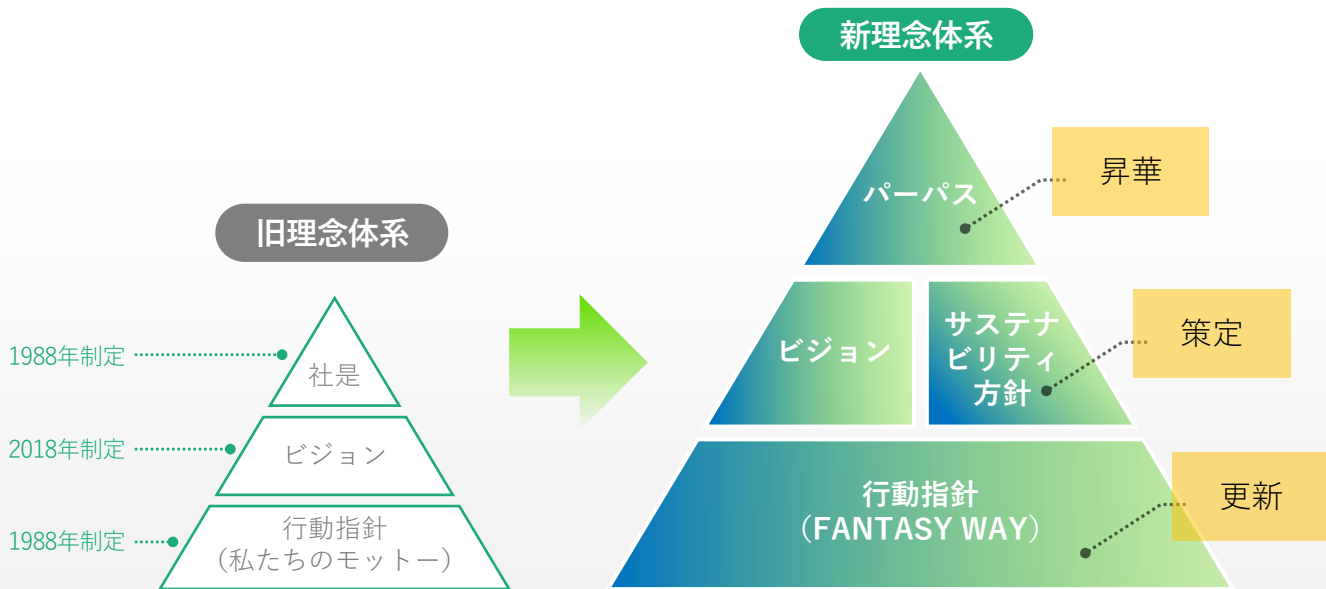 旧理念体系
1988年制定
社是
2018年制定
ビジョン
1988年制定
行動指針
（私たちのモットー）
新理念体系
パーパス
昇華
ビジョン
サステナ
ビリティ
方針
策定
行動指針
（FANTASY WAY）
更新